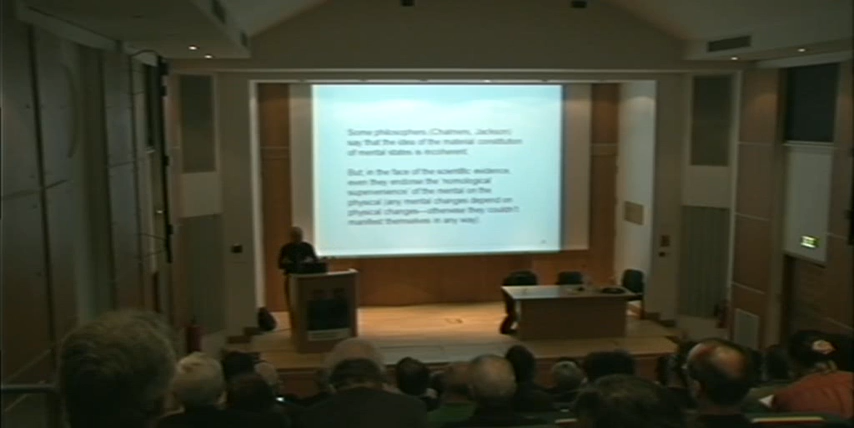 Some philosophers (Chalmers, Jackson)
say that the idea of the material constitution
of mental states is incoherent.
But, in the face of the scientific evidence,
even they endorse the 'nomological
supervenience' of the mental on the
physical (any mental changes depend on
physical changes—otherwise they couldn't
manifest themselves in any way).